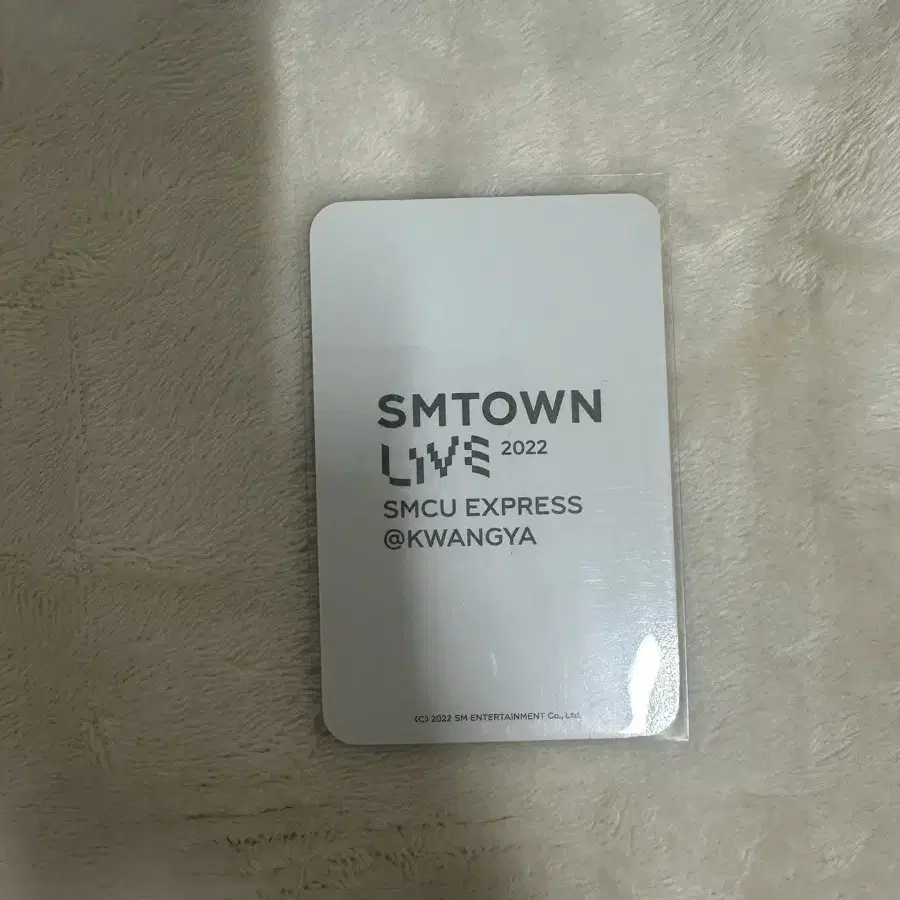 SMTOWN
LIVE 2022
SMCU EXPRESS
@KWANGYA
(C) 2022 SM ENTERTAINMENT Co., Ltd.